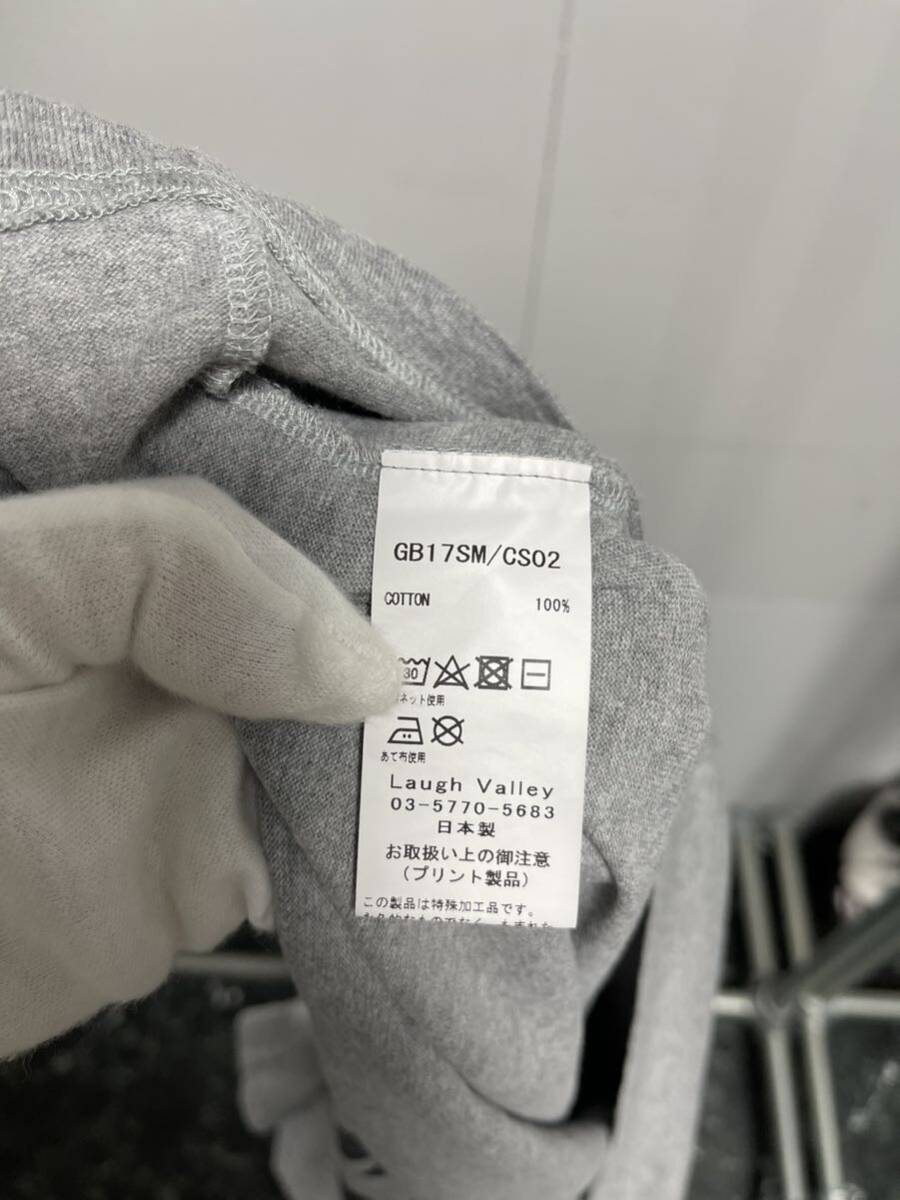 GB17SM/CS02
COTTON 100%
30
ネット使用
あて布使用
Laugh Valley
03-5770-5683
日本製
お取扱い上の御注意
(プリント製品)
この製品は特殊加工品です。